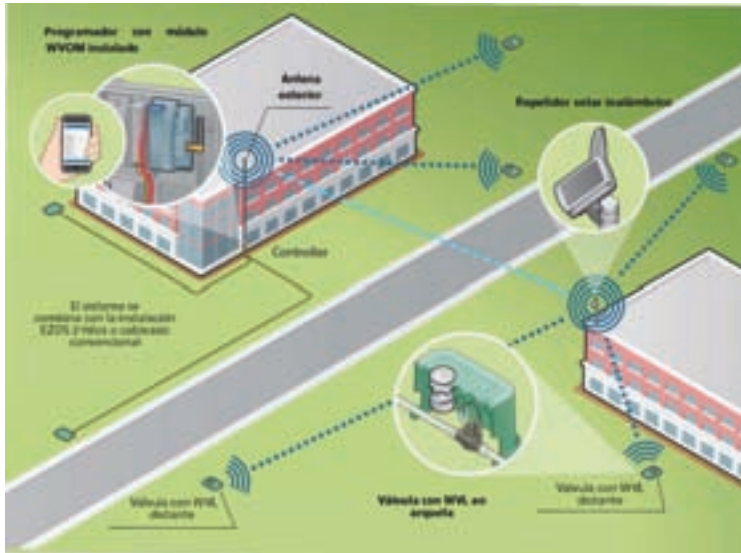 Programador con módulo
WVOM instalado
Antena
exterior
Repetidor solar inalámbrico
Controller
El sistema se
combina con la instalación
EZDS 2 hilos o cableado
convencional
Válvula con WVL
distante
Válvula con WVL en
arqueta
Válvula con WVL
distante